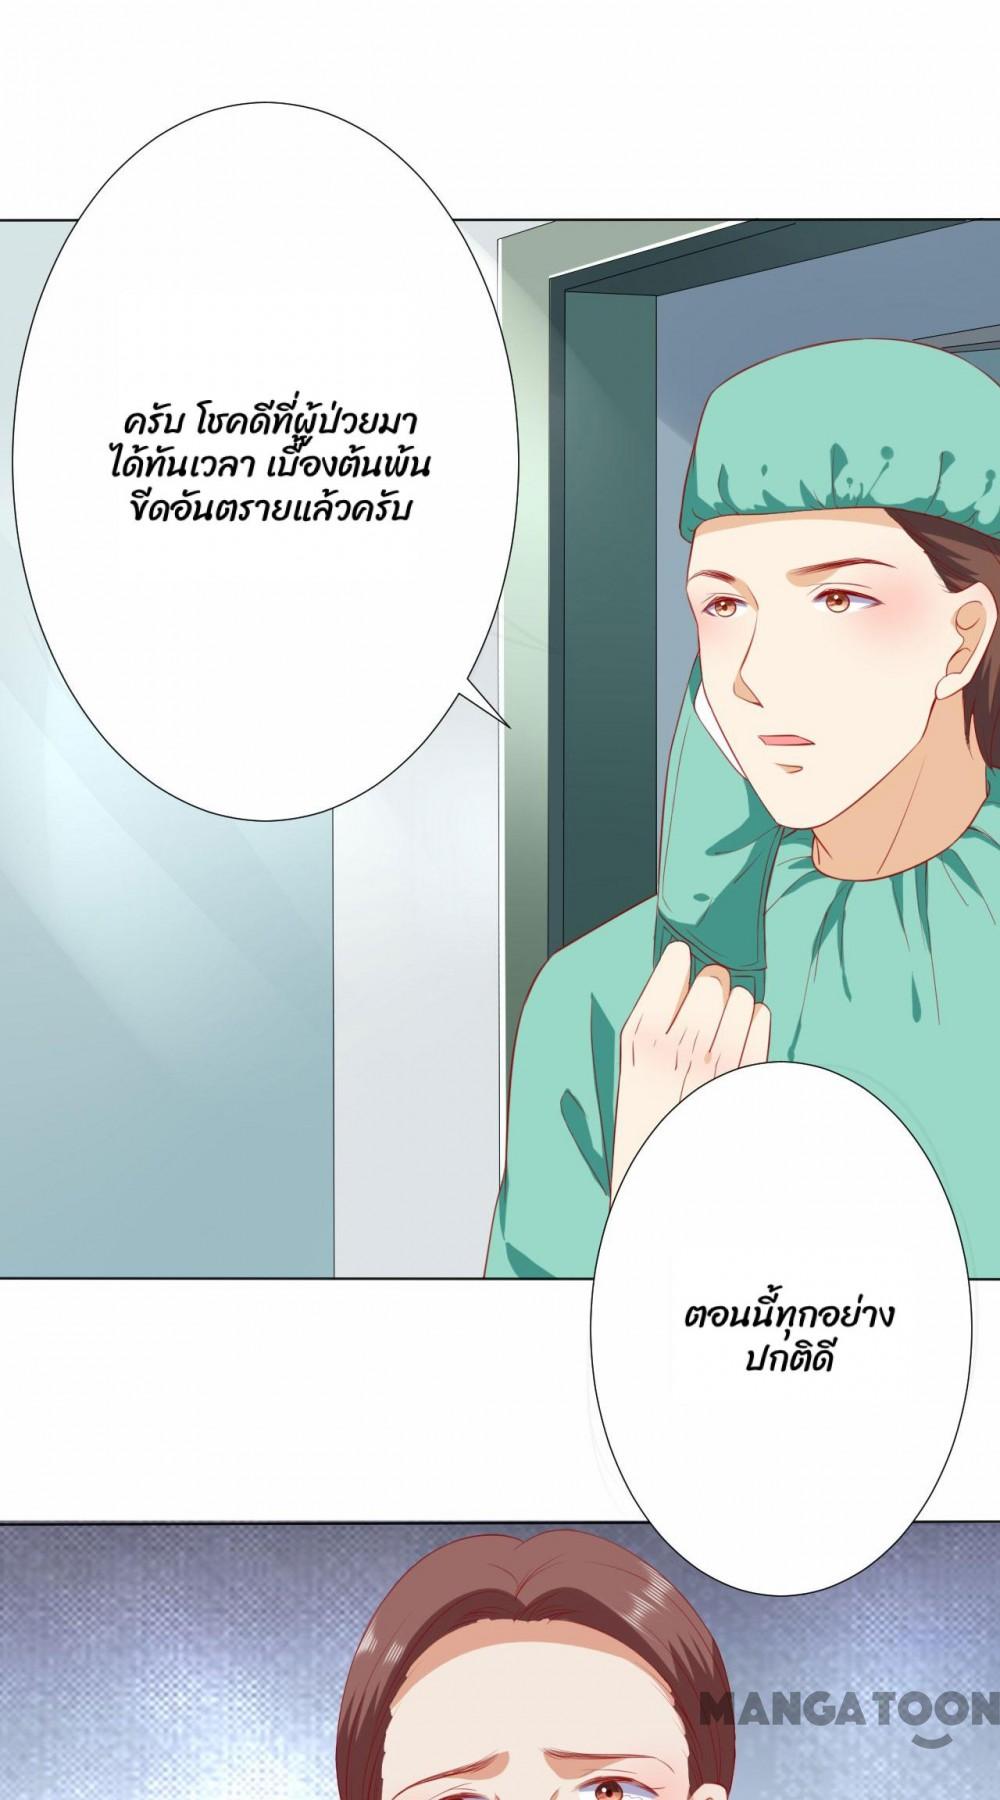 ครับ โชคดีที่ผู้ป่วยมา
ได้ทันเวลา เบื้องต้นพ้น
ขีดอันตรายแล้วครับ
ตอนนี้ทุกอย่าง
ปกติดี
MANGATOON